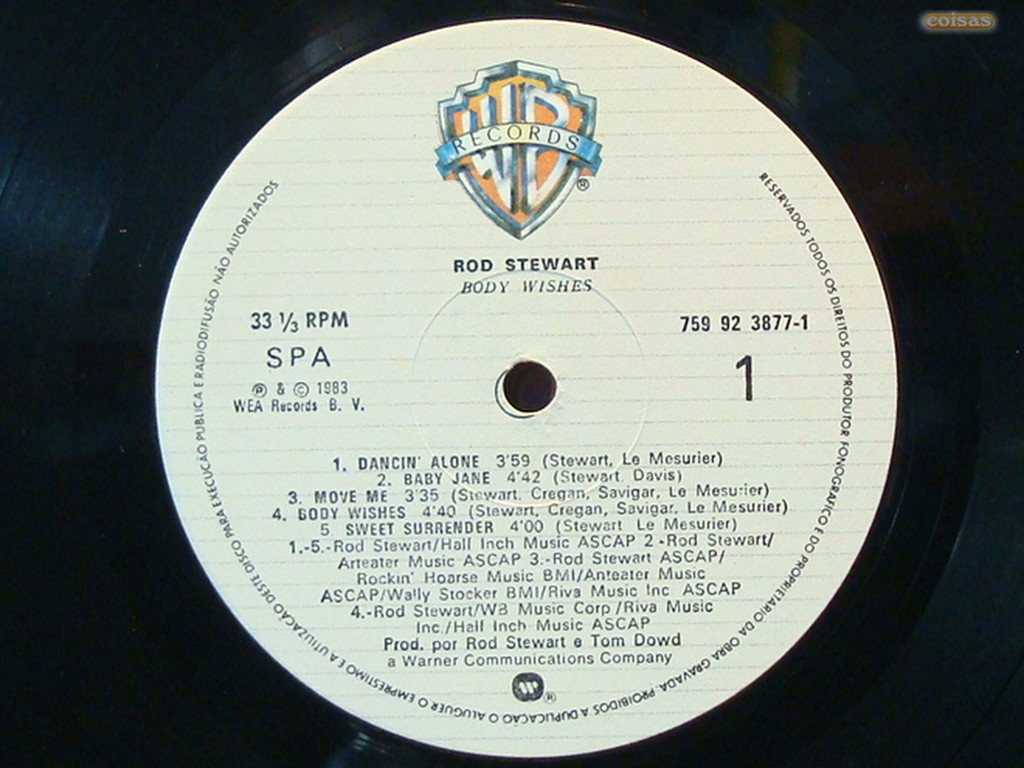 coisas
WB
RECORDS
®
ROD STEWART
BODY WISHES
33 1/3 RPM
SPA
℗ & © 1983
WEA Records B. V.
759 92 3877-1
1
1. DANCIN' ALONE 3'59 (Stewart, Le Mesurier)
2. BABY JANE 4'42 (Stewart. Davis)
3. MOVE ME 3'35 (Stewart. Cregan, Savigar, Le Mesurier)
4. BODY WISHES 4'40 (Stewart, Cregan, Savigar, Le Mesurier)
5 SWEET SURRENDER 4'00 (Stewart Le Mesurier)
1.-5.-Rod Stewart/Half Inch Music ASCAP 2-Rod Stewart/
Arteater Music ASCAP 3.-Rod Stewart ASCAP/
Rockin' Hoarse Music BMI/Anteater Music
ASCAP/Wally Stocker BMI/Riva Music Inc ASCAP
4.-Rod Stewart/WB Music Corp/Riva Music
Inc./Half Inch Music ASCAP
Prod. por Rod Stewart e Tom Dowd
a Warner Communications Company
®
RESERVADOS TODOS OS DIREITOS DO PRODUTOR FONOGRAFICO E DO PROPRIETARIO DA OBRA GRAVADA. PROIBIDOS A DUPLICAÇÃO O ALUGUER O EMPRESTIMO E A UTILIZAÇÃO DESTE DISCO PARA EXECUÇÃO PUBLICA E RADIODIFUSÃO NÃO AUTORIZADOS